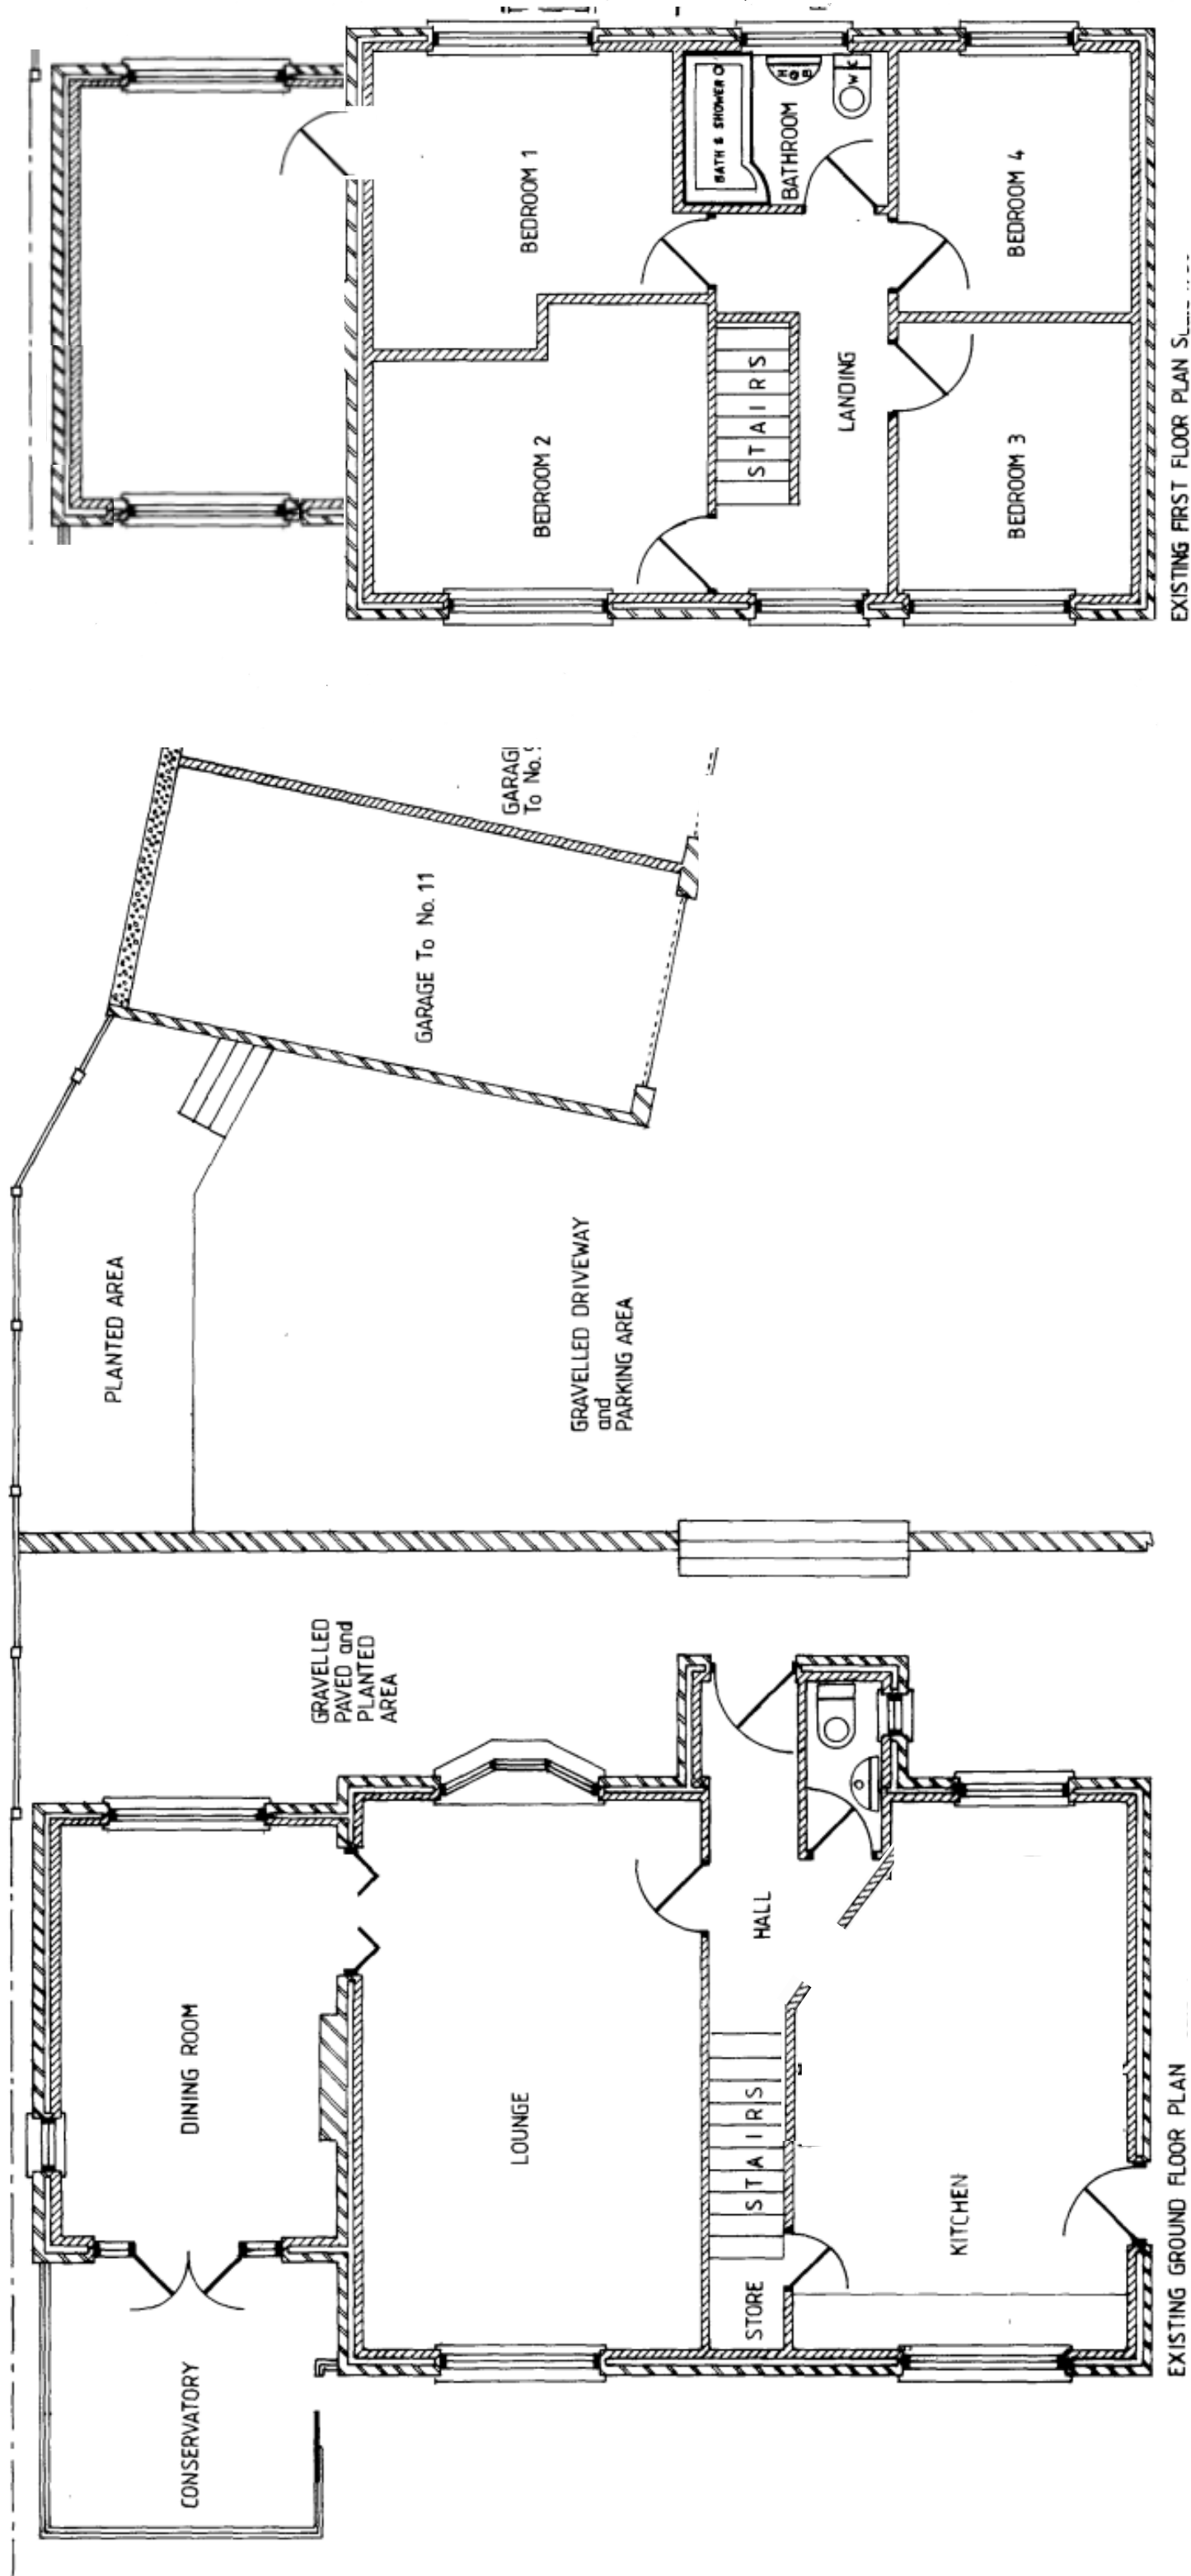 BEDROOM 1
BATH & SHOWER O
BATHROOM
WC
BEDROOM 4
BEDROOM 2
STAIRS
LANDING
BEDROOM 3
EXISTING FIRST FLOOR PLAN
GARAGE To No. 11
To No.
PLANTED AREA
GRAVELLED DRIVEWAY
and
PARKING AREA
GRAVELLED
PAVED and
PLANTED
AREA
DINING ROOM
LOUNGE
HALL
STAIRS
STORE
KITCHEN
CONSERVATORY
EXISTING GROUND FLOOR PLAN